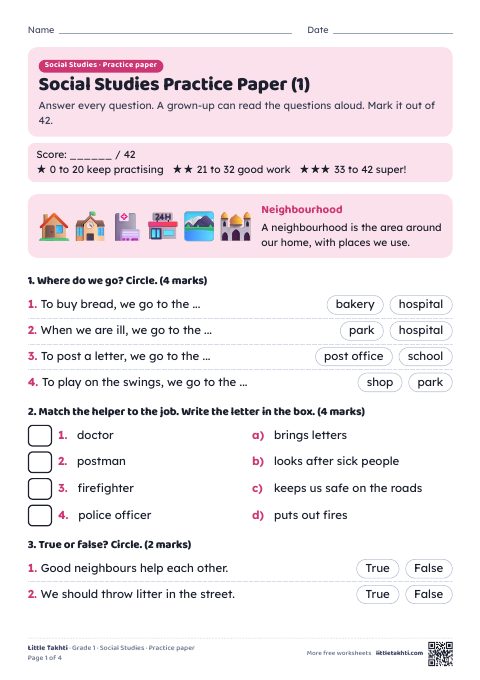 Name Date
Social Studies · Practice paper
Social Studies Practice Paper (1)
Answer every question. A grown-up can read the questions aloud. Mark it out of
42.
Score: ______ / 42
★ 0 to 20 keep practising ★★ 21 to 32 good work ★★★ 33 to 42 super!
24H
Neighbourhood
A neighbourhood is the area around
our home, with places we use.
1. Where do we go? Circle. (4 marks)
1. To buy bread, we go to the ... bakery hospital
2. When we are ill, we go to the ... park hospital
3. To post a letter, we go to the ... post office school
4. To play on the swings, we go to the ... shop park
2. Match the helper to the job. Write the letter in the box. (4 marks)
1. doctor a) brings letters
2. postman b) looks after sick people
3. firefighter c) keeps us safe on the roads
4. police officer d) puts out fires
3. True or false? Circle. (2 marks)
1. Good neighbours help each other. True False
2. We should throw litter in the street. True False
Little Takhti · Grade 1 · Social Studies · Practice paper
Page 1 of 4
More free worksheets littletakhti.com